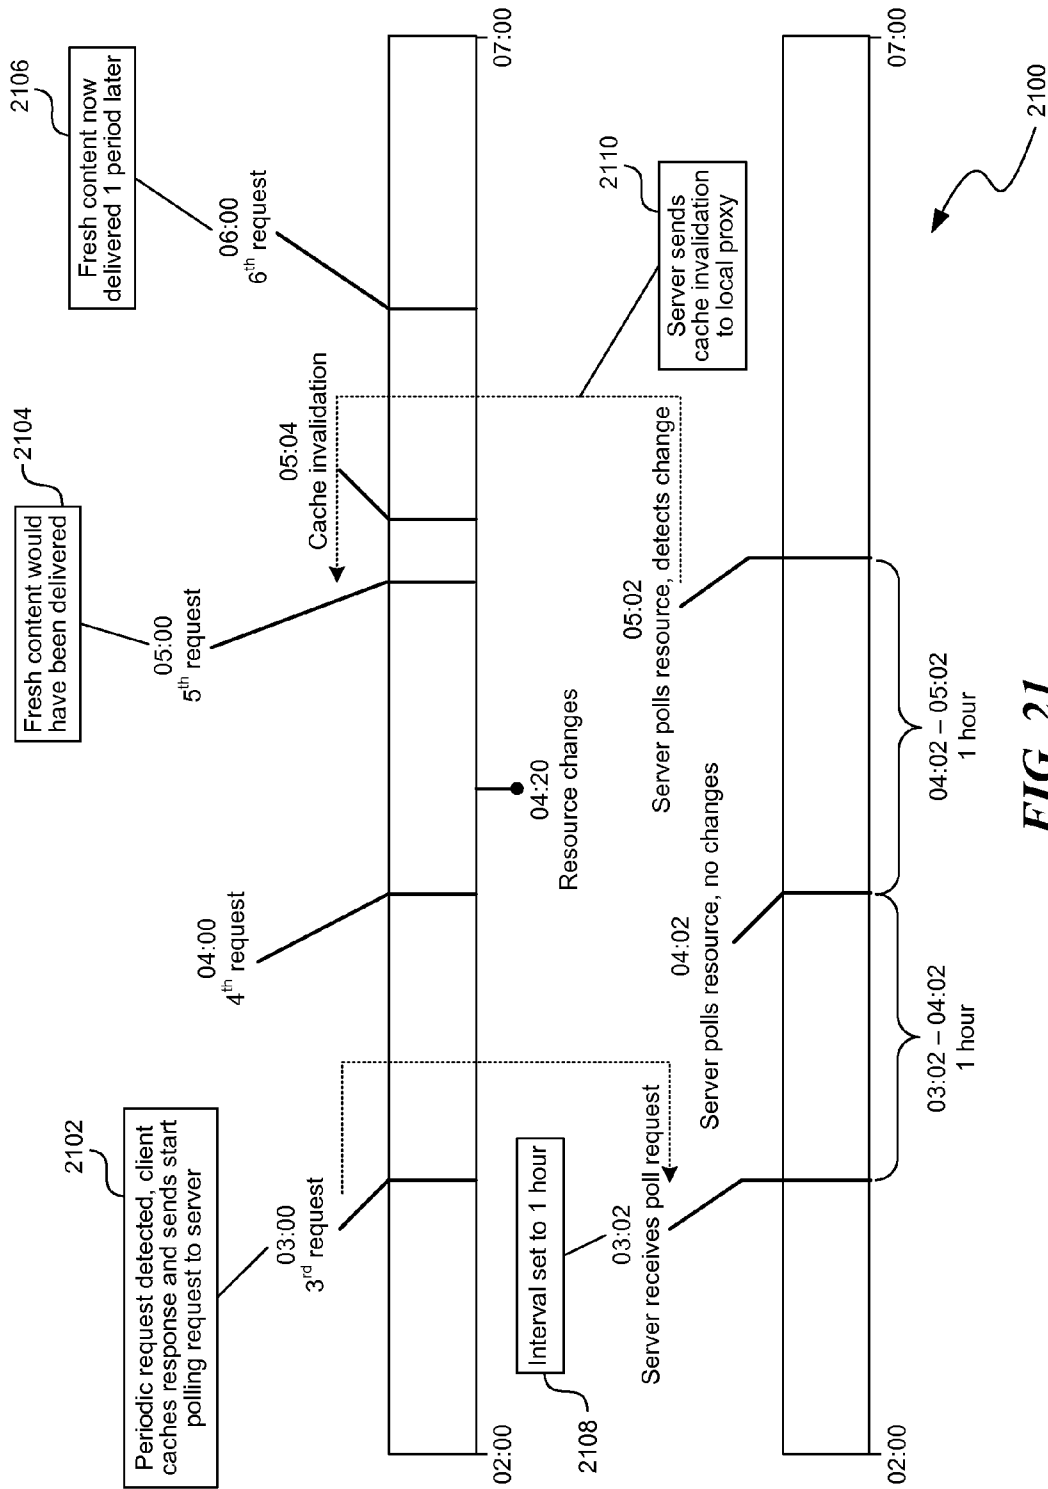 2102
Periodic request detected, client
caches response and sends start
polling request to server
2104
Fresh content would
have been delivered
2106
Fresh content now
delivered 1 period later
03:00
3rd request
04:00
4th request
05:00
5th request
05:04
Cache invalidation
06:00
6th request
02:00
07:00
04:20
Resource changes
2108
Interval set to 1 hour
03:02
Server receives poll request
04:02
Server polls resource, no changes
05:02
Server polls resource, detects change
2110
Server sends
cache invalidation
to local proxy
02:00
07:00
03:02 – 04:02
1 hour
04:02 – 05:02
1 hour
2100
FIG. 21